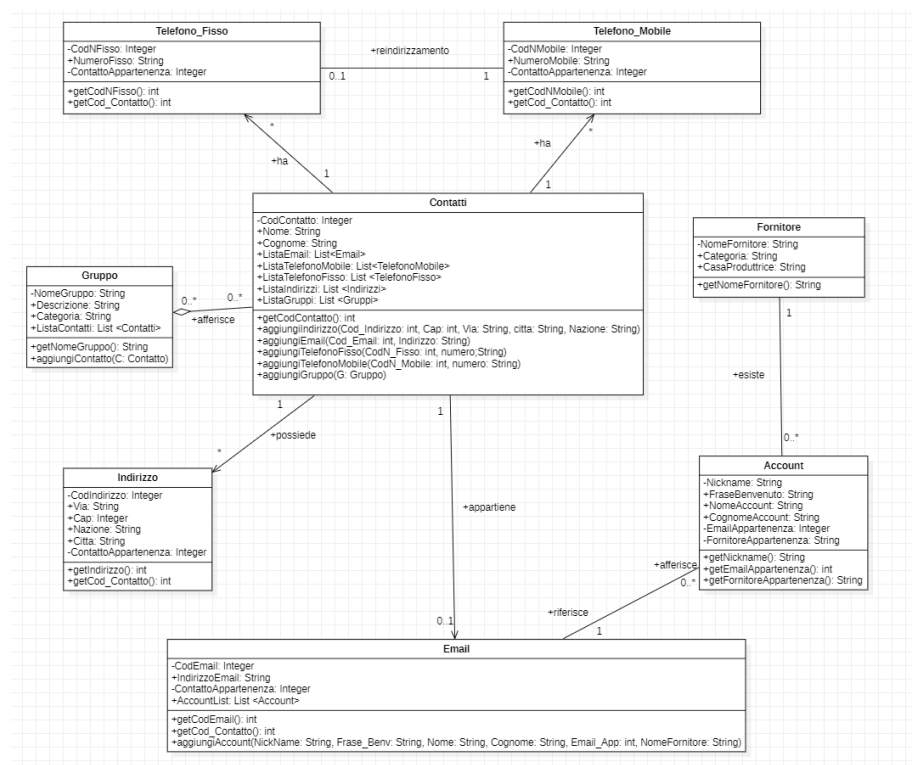 Telefono_Fisso
-CodNFisso: Integer
+NumeroFisso: String
-ContattoAppartenenza: Integer
+getCodNFisso(): int
+getCod_Contatto(): int
+reindirizzamento
0..1
1
Telefono_Mobile
-CodNMobile: Integer
+NumeroMobile: String
-ContattoAppartenenza: Integer
+getCodNMobile(): int
+getCod_Contatto(): int
*
+ha
1
*
+ha
1
Contatti
-CodContatto: Integer
+Nome: String
+Cognome: String
+ListaEmail: List<Email>
+ListaTelefonoMobile: List<TelefonoMobile>
+ListaTelefonoFisso: List <TelefonoFisso>
+ListaIndirizzi: List <Indirizzi>
+ListaGruppi: List <Gruppi>
+getCodContatto(): int
+aggiungiIndirizzo(Cod_Indirizzo: int, Cap: int, Via: String, citta: String, Nazione: String)
+aggiungiEmail(Cod_Email: int, Indirizzo: String)
+aggiungiTelefonoFisso(CodN_Fisso: int, numero;String)
+aggiungiTelefonoMobile(CodN_Mobile: int, numero: String)
+aggiungiGruppo(G: Gruppo)
Fornitore
-NomeFornitore: String
+Categoria: String
+CasaProduttrice: String
+getNomeFornitore(): String
Gruppo
-NomeGruppo: String
+Descrizione: String
+Categoria: String
+ListaContatti: List <Contatti>
+getNomeGruppo(): String
+aggiungiContatto(C: Contatto)
0..*
0..*
+afferisce
1
+esiste
0..*
1
+possiede
*
1
+appartiene
0..1
Indirizzo
-CodIndirizzo: Integer
+Via: String
+Cap: Integer
+Nazione: String
+Citta: String
-ContattoAppartenenza: Integer
+getIndirizzo(): int
+getCod_Contatto(): int
Account
-Nickname: String
+FraseBenvenuto: String
+NomeAccount: String
+CognomeAccount: String
-EmailAppartenenza: Integer
-FornitoreAppartenenza: String
+getNickname(): String
+getEmailAppartenenza(): int
+getFornitoreAppartenenza(): String
+afferisce
0..*
+riferisce
1
Email
-CodEmail: Integer
+IndirizzoEmail: String
-ContattoAppartenenza: Integer
+AccountList: List <Account>
+getCodEmail(): int
+getCod_Contatto(): int
+aggiungiAccount(NickName: String, Frase_Benv: String, Nome: String, Cognome: String, Email_App: int, NomeFornitore: String)